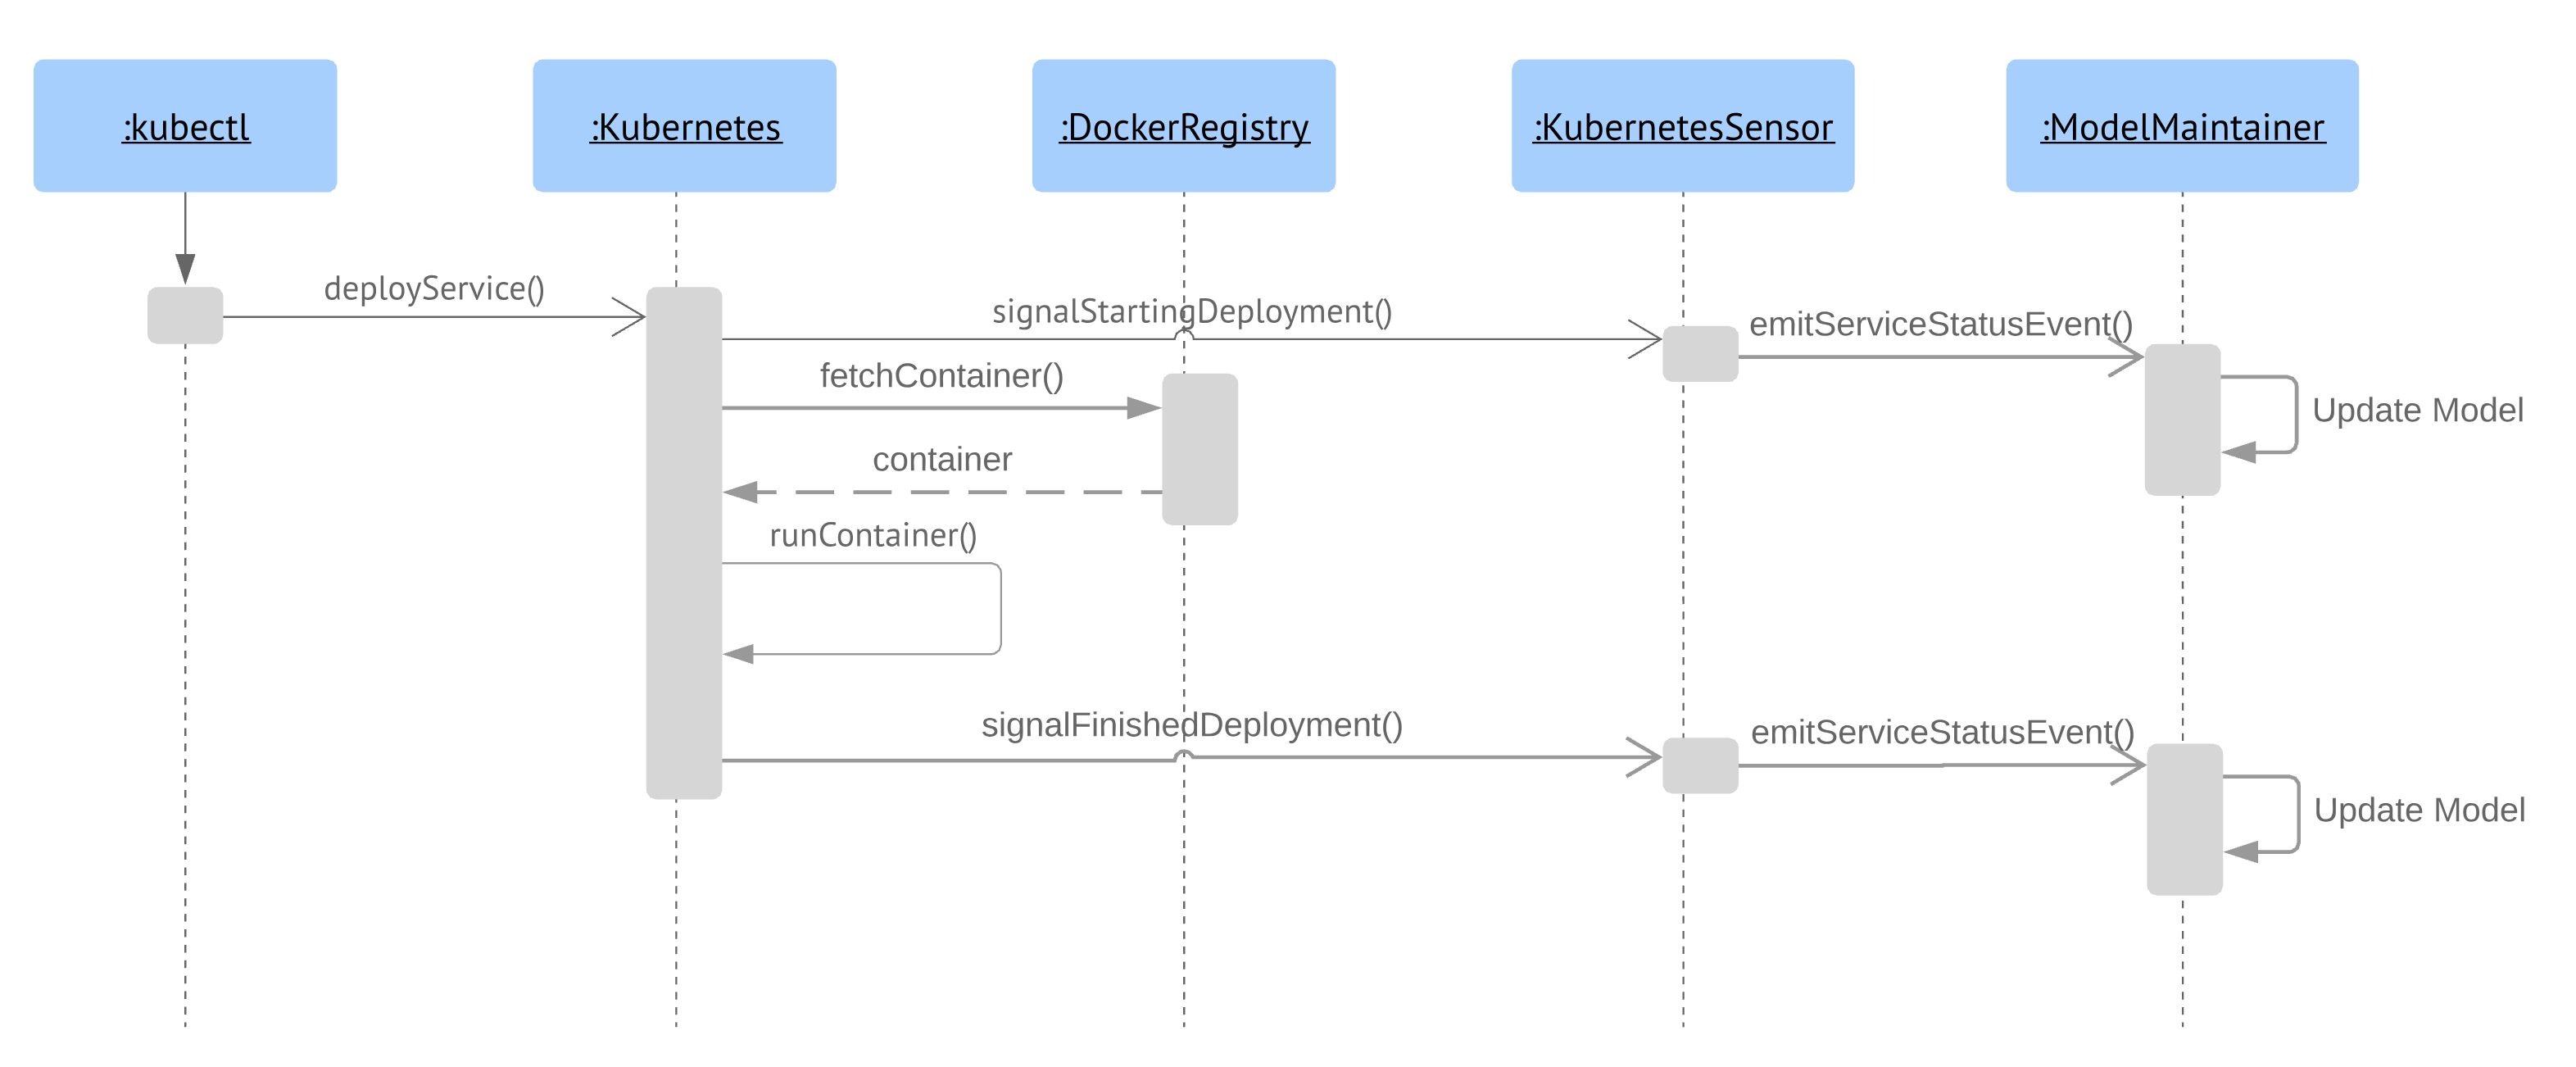 :kubectl
:Kubernetes
:DockerRegistry
:KubernetesSensor
:ModelMaintainer
deployService()
signalStartingDeployment()
emitServiceStatusEvent()
fetchContainer()
Update Model
container
runContainer()
signalFinishedDeployment()
emitServiceStatusEvent()
Update Model